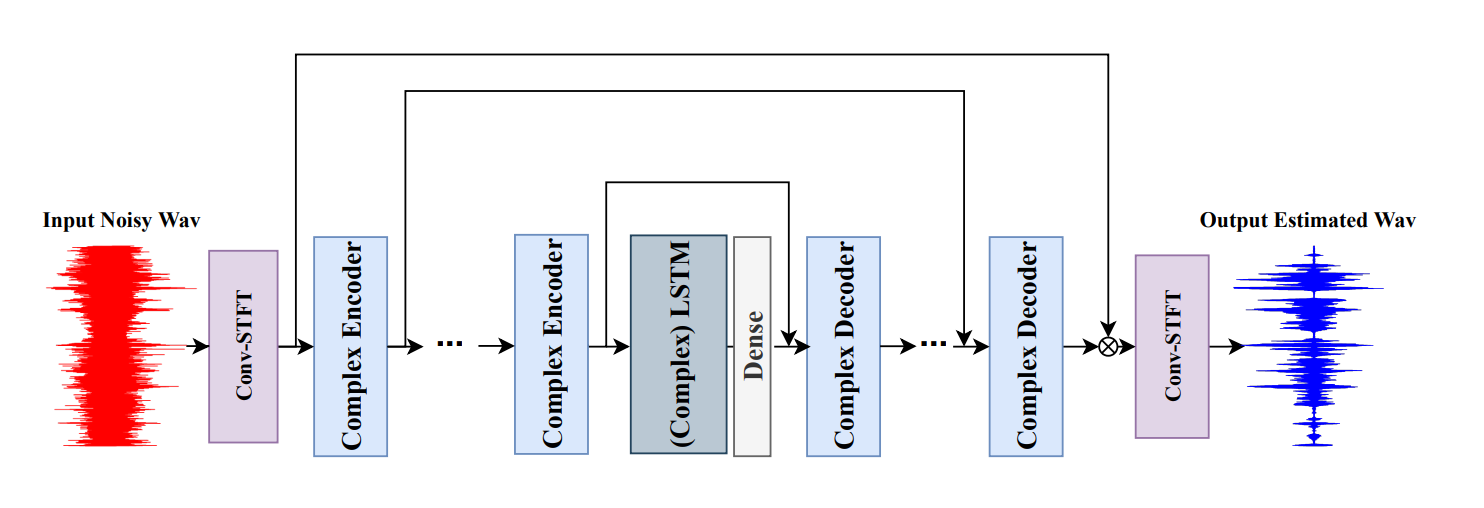 Input Noisy Wav
Output Estimated Wav
Conv-STFT
Complex Encoder
...
Complex Encoder
(Complex) LSTM
Dense
Complex Decoder
...
Complex Decoder
Conv-STFT